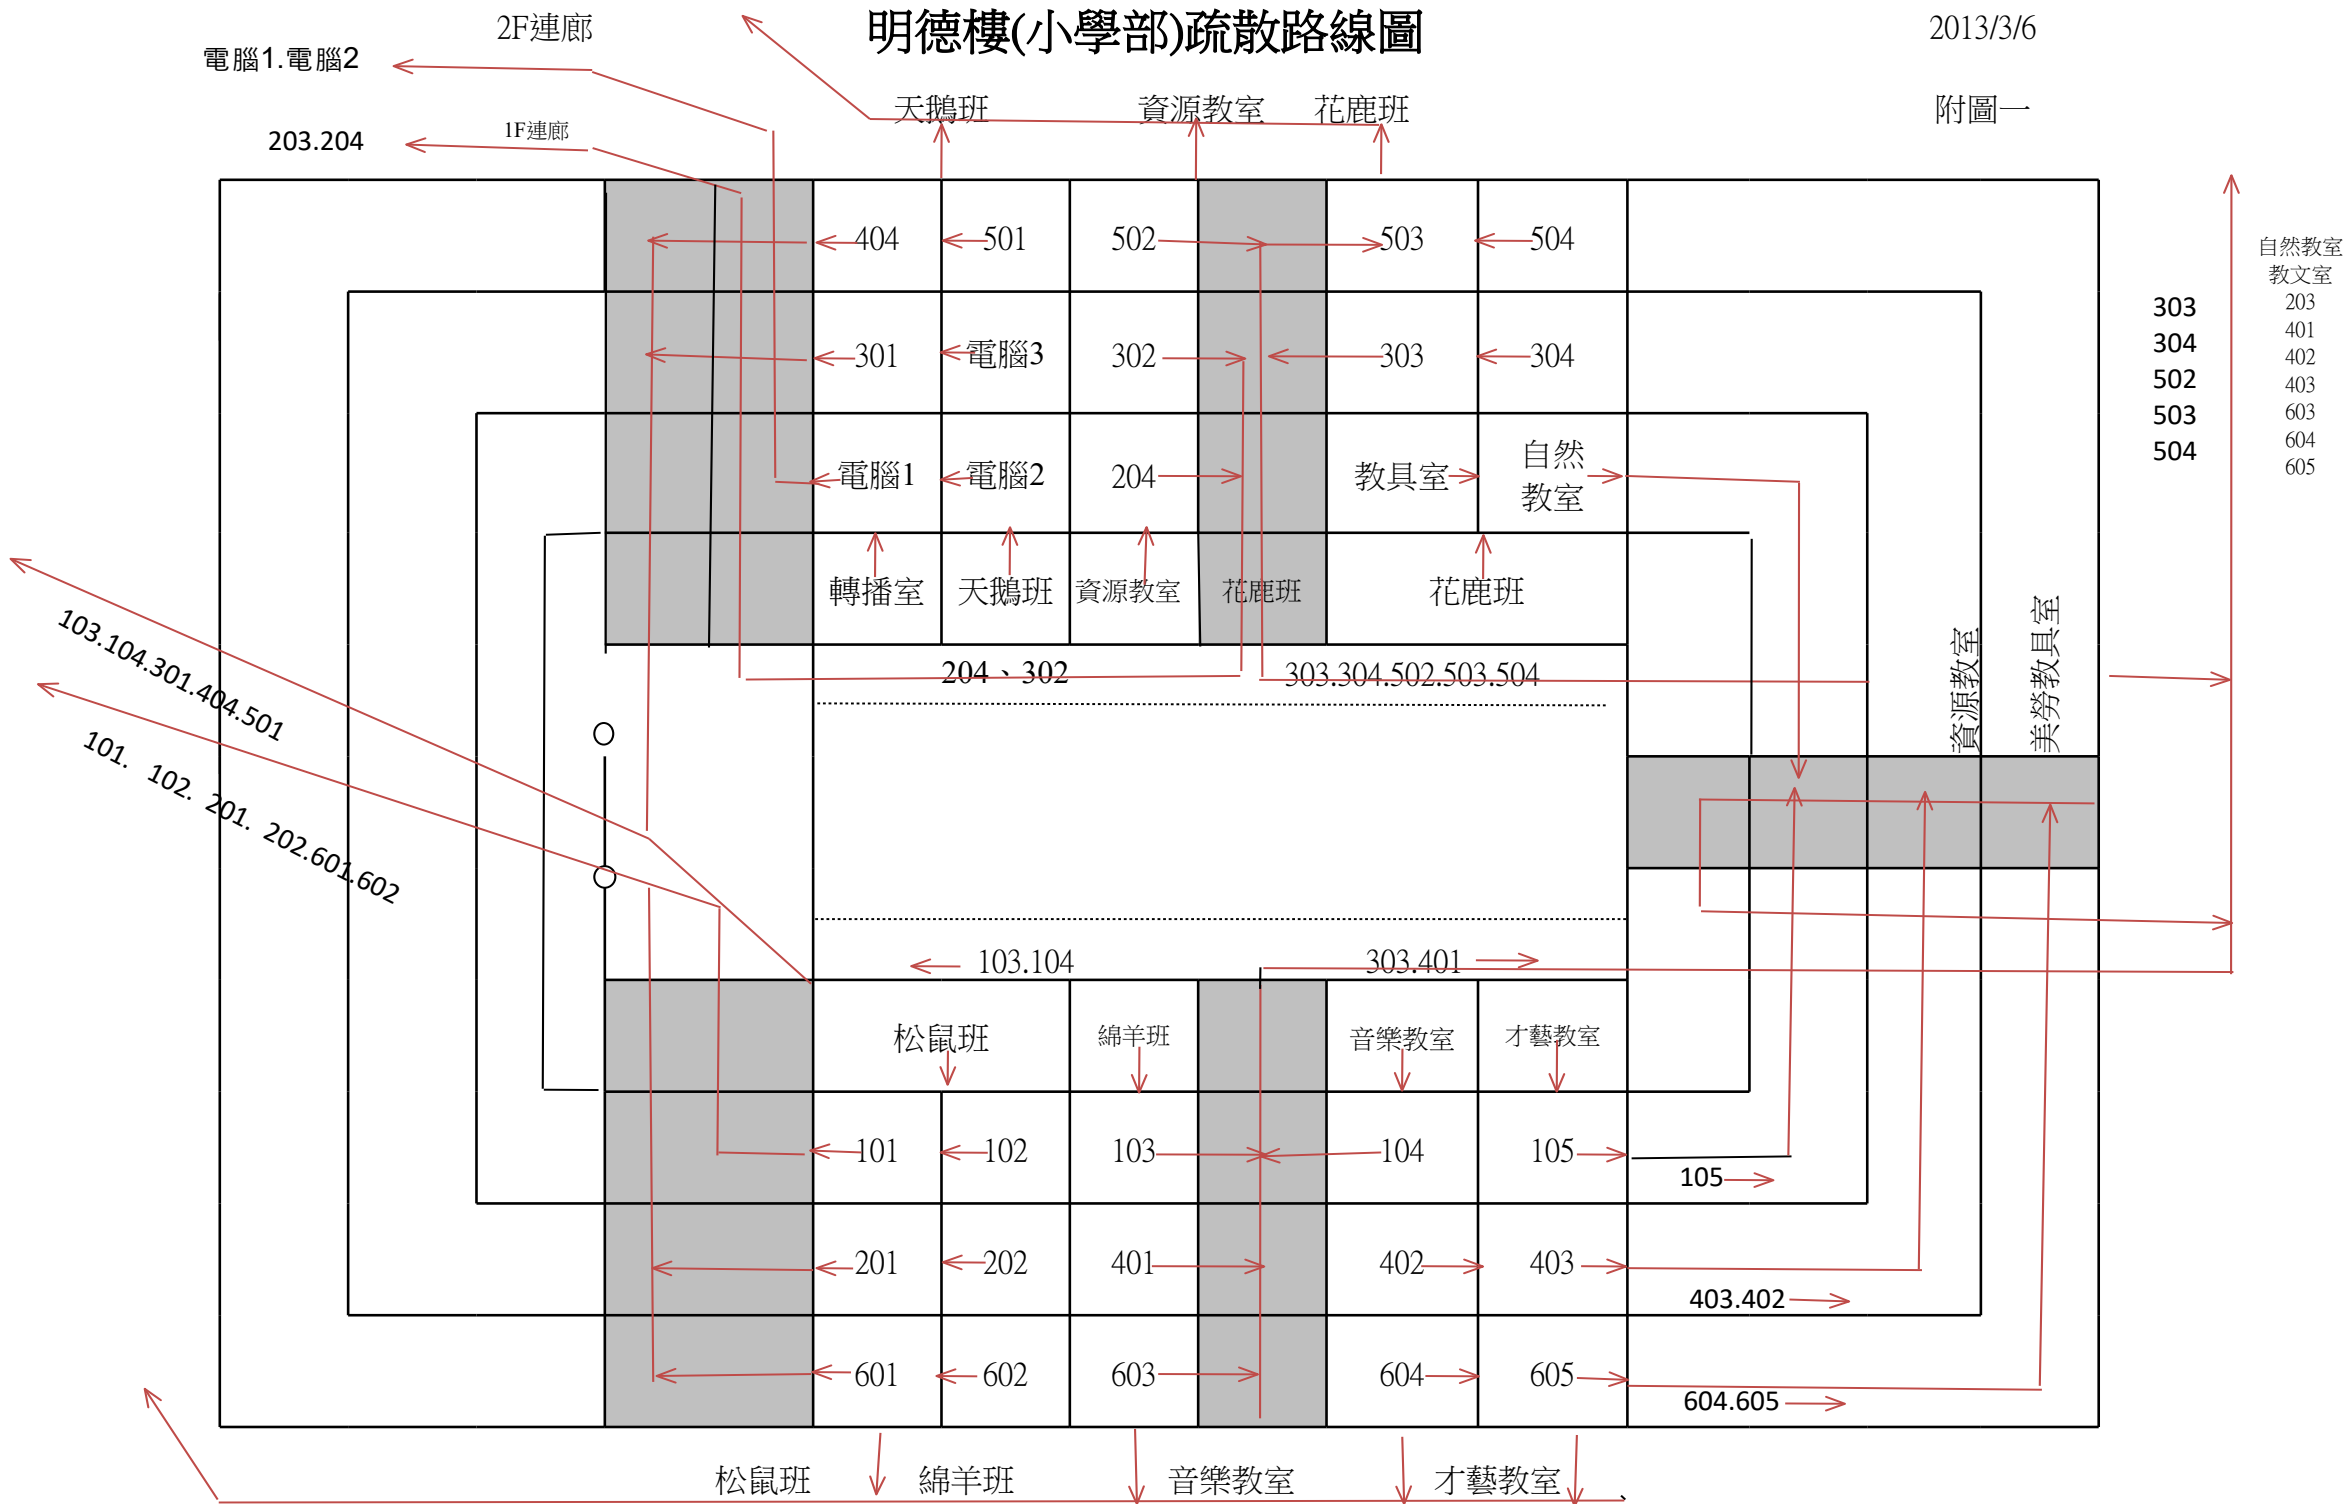 明德樓(小學部)疏散路線圖
2013/3/6
2F連廊
電腦1.電腦2
附圖一
天鵝班
資源教室
花鹿班
1F連廊
203.204
404
501
502
503
504
自然教室
教文室
203
401
402
403
603
604
605
303
304
502
503
504
301
電腦3
302
303
304
電腦1
電腦2
204
教具室
自然
教室
轉播室
天鵝班
資源教室
花鹿班
花鹿班
103.104.301.404.501
101. 102. 201. 202.601.602
204、302
303.304.502.503.504
資源教室
美勞教具室
103.104
303.401
松鼠班
綿羊班
音樂教室
才藝教室
101
102
103
104
105
105
201
202
401
402
403
403.402
601
602
603
604
605
604.605
松鼠班
綿羊班
音樂教室
才藝教室